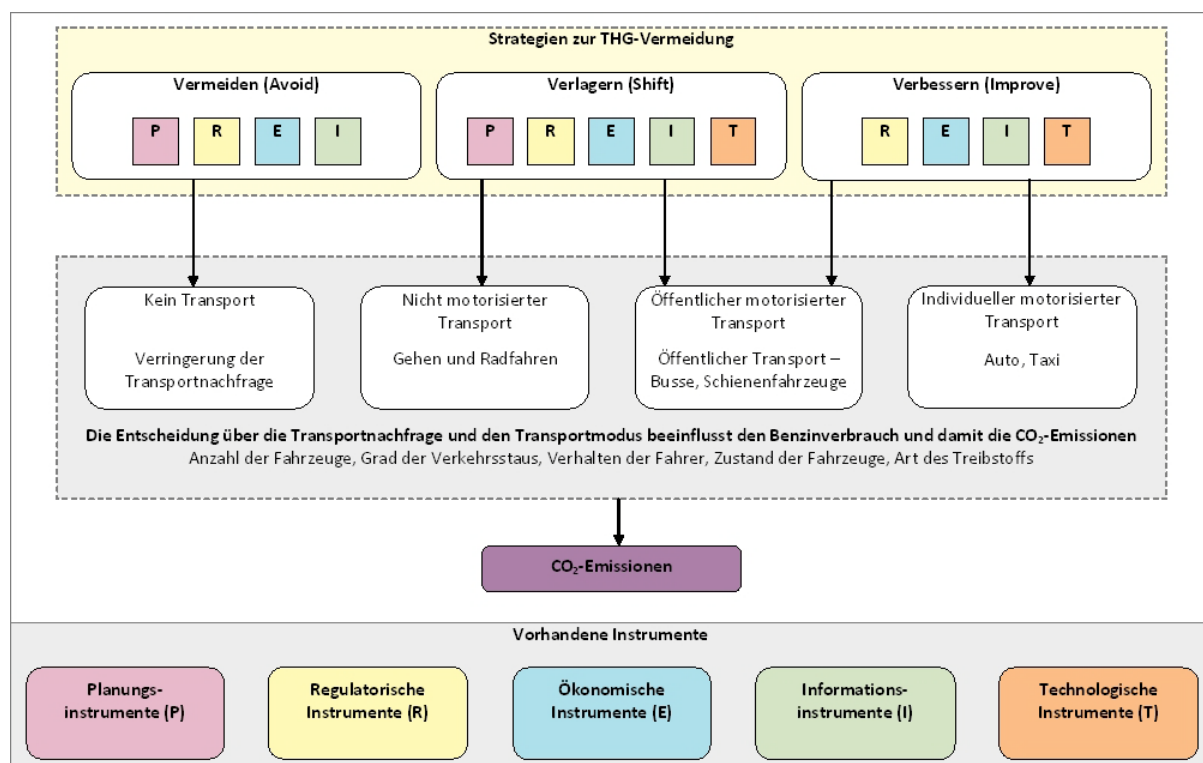 Strategien zur THG-Vermeidung
Vermeiden (Avoid)
P R E I
Verlagern (Shift)
P R E I T
Verbessern (Improve)
R E I T
Kein Transport
Verringerung der
Transportnachfrage
Nicht motorisierter
Transport
Gehen und Radfahren
Öffentlicher motorisierter
Transport
Öffentlicher Transport –
Busse, Schienenfahrzeuge
Individueller motorisierter
Transport
Auto, Taxi
Die Entscheidung über die Transportnachfrage und den Transportmodus beeinflusst den Benzinverbrauch und damit die CO₂-Emissionen
Anzahl der Fahrzeuge, Grad der Verkehrsstaus, Verhalten der Fahrer, Zustand der Fahrzeuge, Art des Treibstoffs
CO₂-Emissionen
Vorhandene Instrumente
Planungs-
instrumente (P)
Regulatorische
Instrumente (R)
Ökonomische
Instrumente (E)
Informations-
instrumente (I)
Technologische
Instrumente (T)